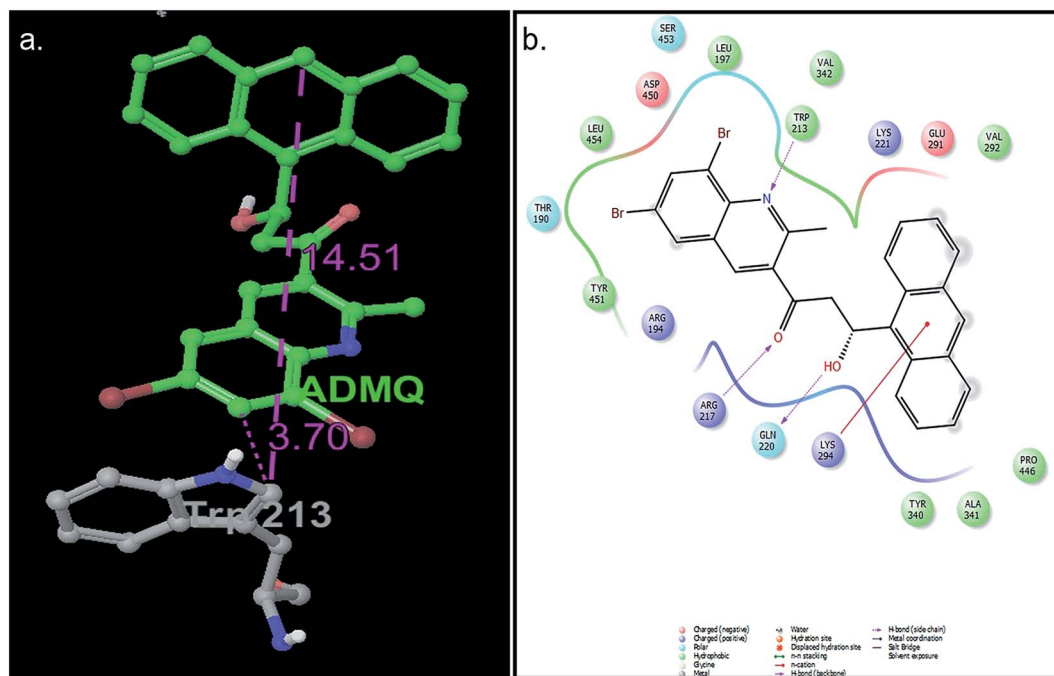 a.
14.51
ADMQ
3.70
Trp 213
b.
SER
453
LEU
197
VAL
342
ASP
450
TRP
213
LEU
454
LYS
221
GLU
291
VAL
292
Br
Br
N
THR
190
TYR
451
ARG
194
O
HO
ARG
217
GLN
220
LYS
294
PRO
446
TYR
340
ALA
341
Charged (negative)
Charged (positive)
Polar
Hydrophobic
Glycine
Metal
Water
Hydration site
Displaced hydration site
n-n stacking
n-cation
H-bond (backbone)
H-bond (side chain)
Metal coordination
Salt Bridge
Solvent exposure